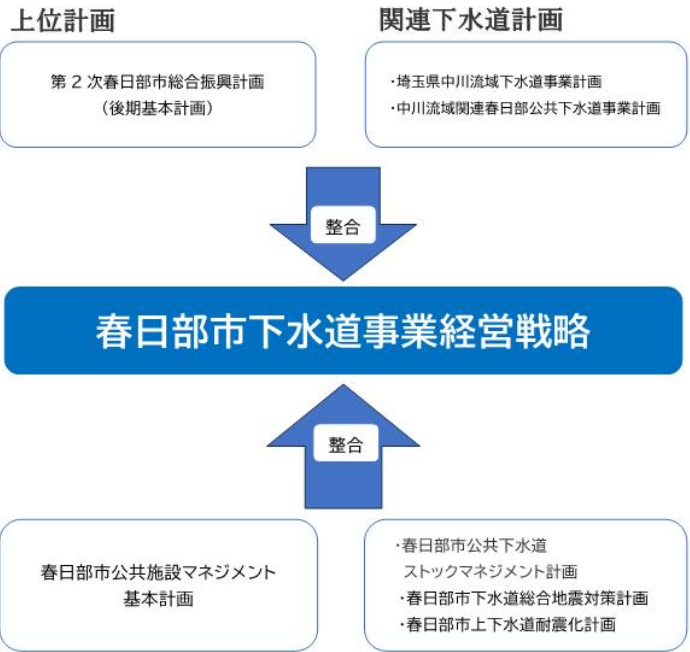 上位計画
関連下水道計画
第２次春日部市総合振興計画
（後期基本計画）
・埼玉県中川流域下水道事業計画
・中川流域関連春日部公共下水道事業計画
整合
春日部市下水道事業経営戦略
整合
春日部市公共施設マネジメント
基本計画
・春日部市公共下水道
ストックマネジメント計画
・春日部市下水道総合地震対策計画
・春日部市上下水道耐震化計画